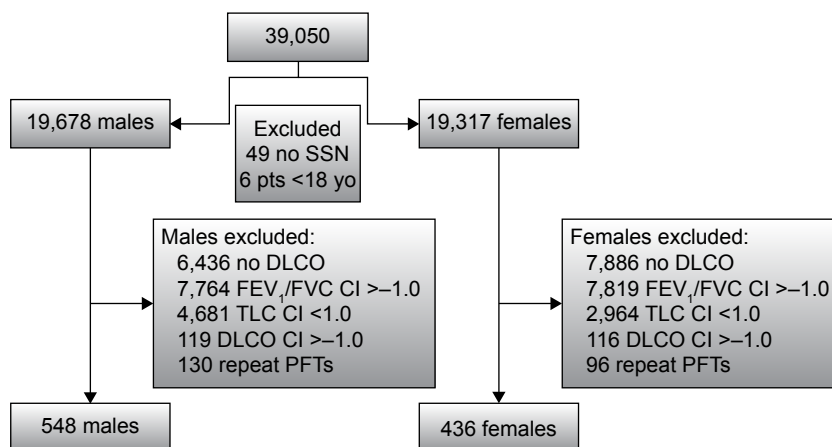 39,050
19,678 males
Excluded
49 no SSN
6 pts <18 yo
19,317 females
Males excluded:
6,436 no DLCO
7,764 FEV₁/FVC CI >–1.0
4,681 TLC CI <1.0
119 DLCO CI >–1.0
130 repeat PFTs
Females excluded:
7,886 no DLCO
7,819 FEV₁/FVC CI >–1.0
2,964 TLC CI <1.0
116 DLCO CI >–1.0
96 repeat PFTs
548 males
436 females